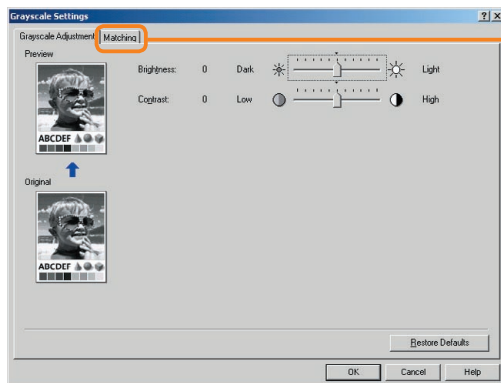 Grayscale Settings ? X
Grayscale Adjustment Matching
Preview
Brightness: 0 Dark Light
Contrast: 0 Low High
ABCDEF
Original
ABCDEF
Restore Defaults
OK Cancel Help